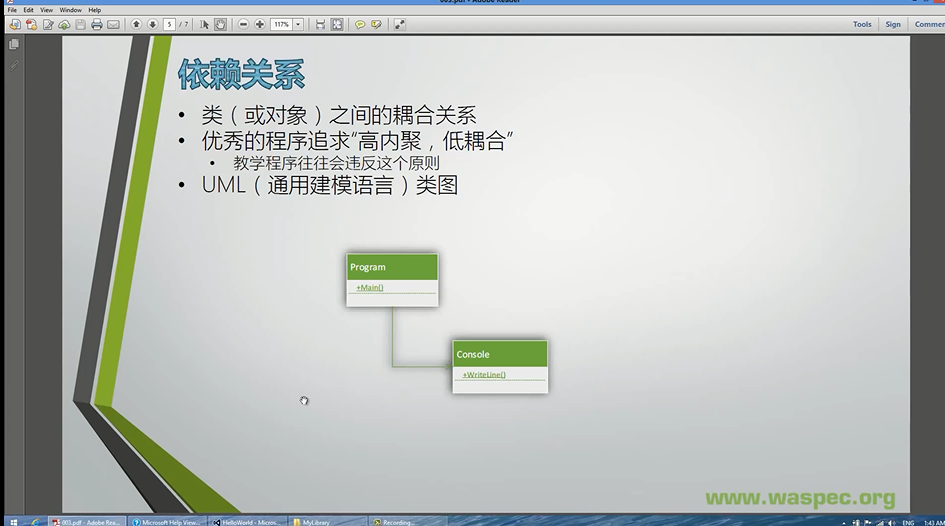 003.pdf - Adobe Reader
File Edit View Window Help
5 / 7
117%
Tools Sign Commen
依赖关系
• 类（或对象）之间的耦合关系
• 优秀的程序追求“高内聚，低耦合”
• 教学程序往往会违反这个原则
• UML（通用建模语言）类图
Program
+Main()
Console
+WriteLine()
www.waspec.org
003.pdf - Adobe Rea...
Microsoft Help View...
HelloWorld - Micros...
MyLibrary
Recording...
ENG
1:43 AM